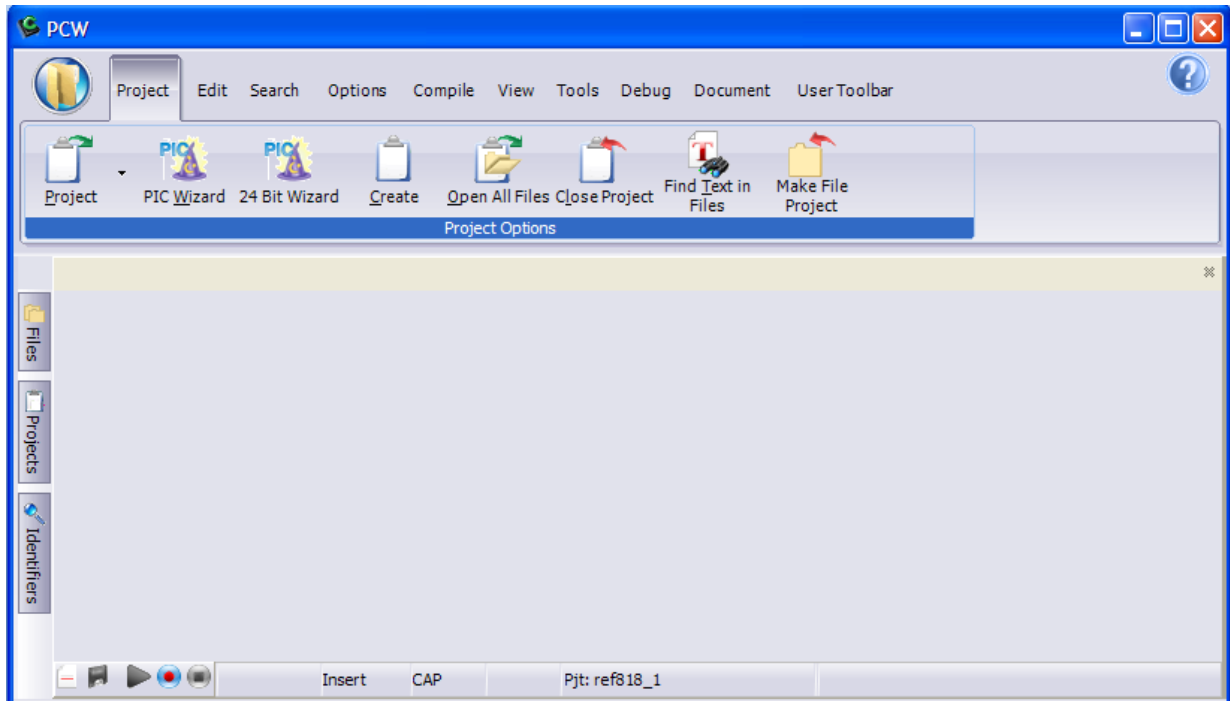 PCW
Project Edit Search Options Compile View Tools Debug Document User Toolbar
PIC PIC
Project PIC Wizard 24 Bit Wizard Create Open All Files Close Project Find Text in Files Make File Project
Project Options
Files
Projects
Identifiers
Insert CAP Pjt: ref818_1